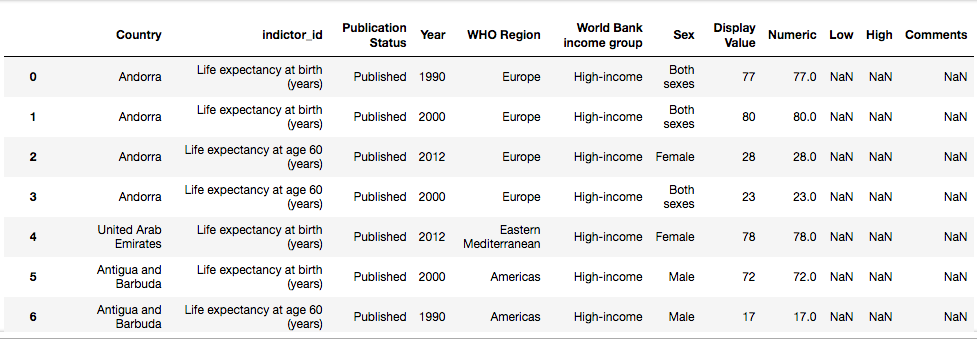 Country indictor_id Publication Status Year WHO Region World Bank income group Sex Display Value Numeric Low High Comments
0 Andorra Life expectancy at birth (years) Published 1990 Europe High-income Both sexes 77 77.0 NaN NaN NaN
1 Andorra Life expectancy at birth (years) Published 2000 Europe High-income Both sexes 80 80.0 NaN NaN NaN
2 Andorra Life expectancy at age 60 (years) Published 2012 Europe High-income Female 28 28.0 NaN NaN NaN
3 Andorra Life expectancy at age 60 (years) Published 2000 Europe High-income Both sexes 23 23.0 NaN NaN NaN
4 United Arab Emirates Life expectancy at birth (years) Published 2012 Eastern Mediterranean High-income Female 78 78.0 NaN NaN NaN
5 Antigua and Barbuda Life expectancy at birth (years) Published 2000 Americas High-income Male 72 72.0 NaN NaN NaN
6 Antigua and Barbuda Life expectancy at age 60 (years) Published 1990 Americas High-income Male 17 17.0 NaN NaN NaN